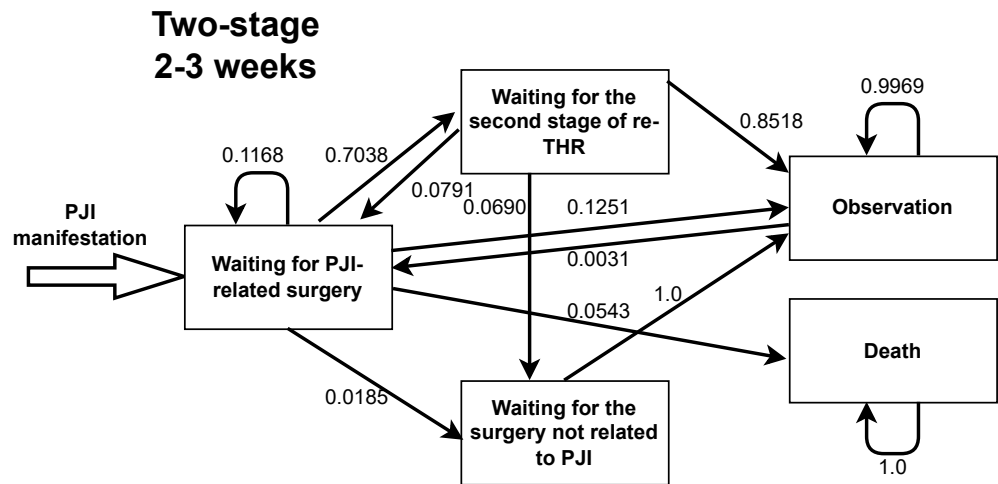 Two-stage
2-3 weeks
Waiting for the
second stage of re-
THR
0.9969
0.8518
0.1168
0.7038
0.0791
0.0690
0.1251
Observation
PJI
manifestation
Waiting for PJI-
related surgery
0.0031
1.0
0.0543
Death
0.0185
Waiting for the
surgery not related
to PJI
1.0